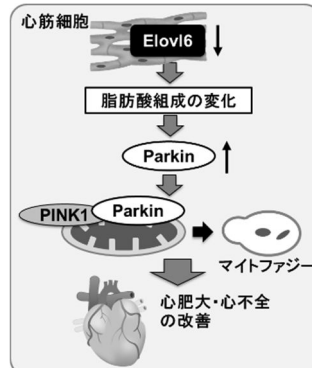 心筋細胞
Elovl6
脂肪酸組成の変化
Parkin
PINK1
Parkin
マイトファジー
心肥大・心不全
の改善